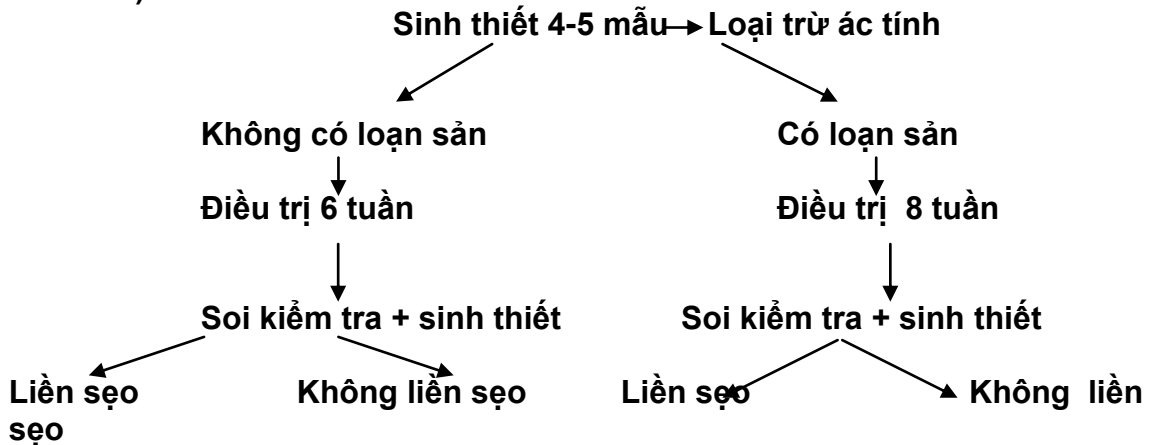 Sinh thiết 4-5 mẫu Loại trừ ác tính
Không có loạn sản Có loạn sản
Điều trị 6 tuần Điều trị 8 tuần
Soi kiểm tra + sinh thiết Soi kiểm tra + sinh thiết
Liền sẹo Không liền sẹo Liền sẹo Không liền
sẹo